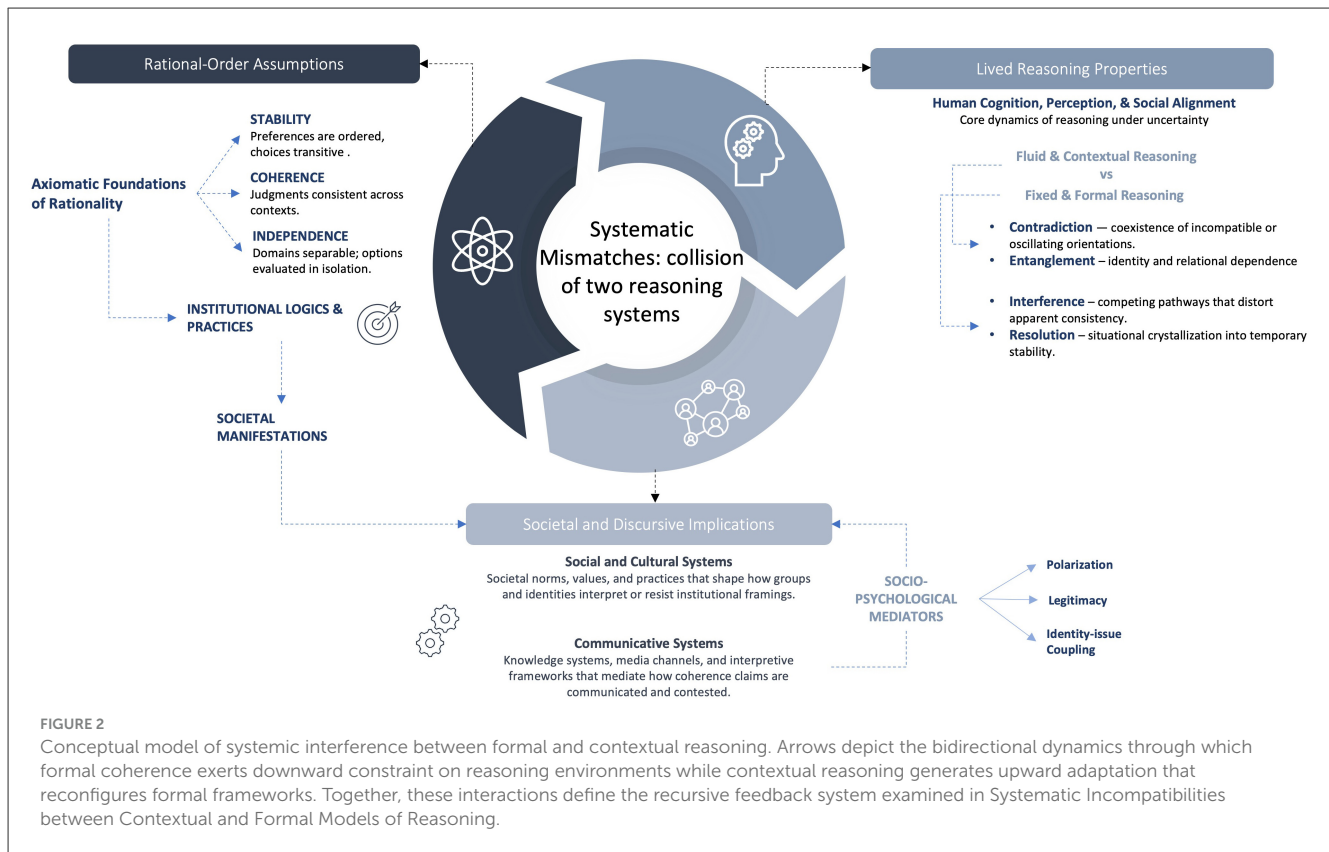 Rational-Order Assumptions
Lived Reasoning Properties
STABILITY
Preferences are ordered,
choices transitive .
COHERENCE
Judgments consistent across
contexts.
INDEPENDENCE
Domains separable; options
evaluated in isolation.
Axiomatic Foundations
of Rationality
INSTITUTIONAL LOGICS &
PRACTICES
SOCIETAL
MANIFESTATIONS
Systematic
Mismatches: collision
of two reasoning
systems
Human Cognition, Perception, & Social Alignment
Core dynamics of reasoning under uncertainty
Fluid & Contextual Reasoning
vs
Fixed & Formal Reasoning
• Contradiction — coexistence of incompatible or
oscillating orientations.
• Entanglement – identity and relational dependence
• Interference – competing pathways that distort
apparent consistency.
• Resolution – situational crystallization into temporary
stability.
Societal and Discursive Implications
Social and Cultural Systems
Societal norms, values, and practices that shape how groups
and identities interpret or resist institutional framings.
Communicative Systems
Knowledge systems, media channels, and interpretive
frameworks that mediate how coherence claims are
communicated and contested.
SOCIO-
PSYCHOLOGICAL
MEDIATORS
Polarization
Legitimacy
Identity-issue
Coupling
FIGURE 2
Conceptual model of systemic interference between formal and contextual reasoning. Arrows depict the bidirectional dynamics through which
formal coherence exerts downward constraint on reasoning environments while contextual reasoning generates upward adaptation that
reconfigures formal frameworks. Together, these interactions define the recursive feedback system examined in Systematic Incompatibilities
between Contextual and Formal Models of Reasoning.